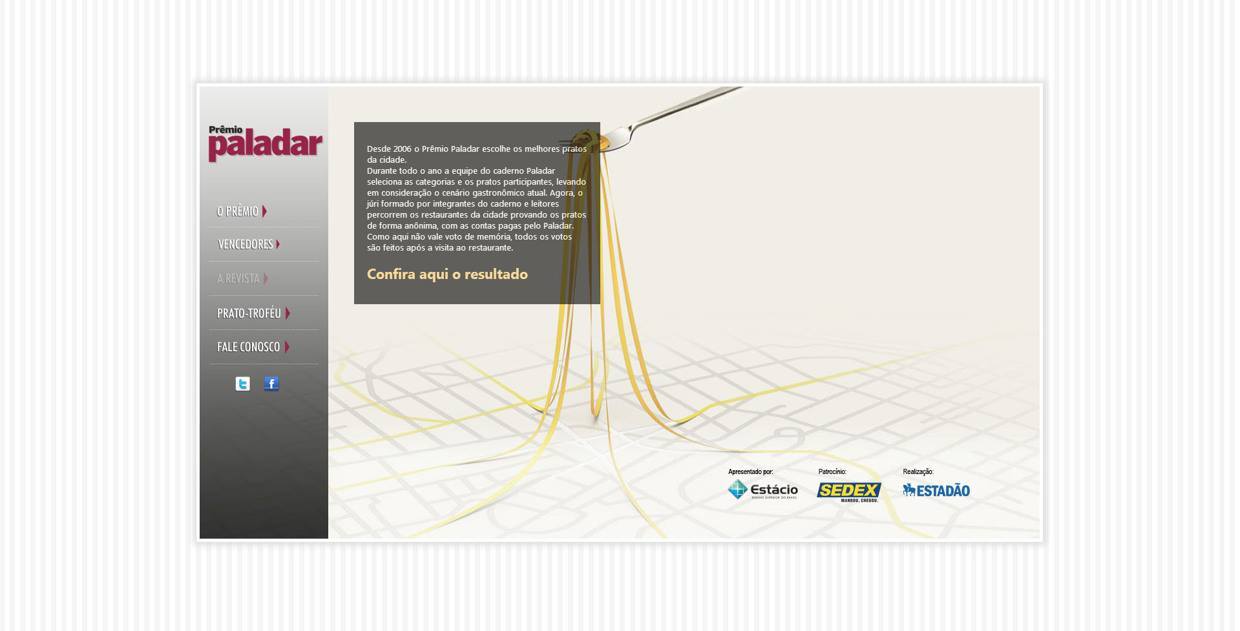 Prêmio
paladar
O PRÊMIO
VENCEDORES
A REVISTA
PRATO-TROFÉU
FALE CONOSCO
Desde 2006 o Prêmio Paladar escolhe os melhores pratos
da cidade.
Durante todo o ano a equipe do caderno Paladar
seleciona as categorias e os pratos participantes, levando
em consideração o cenário gastronômico atual. Agora, o
júri formado por integrantes do caderno e leitores
percorrem os restaurantes da cidade provando os pratos
de forma anônima, com as contas pagas pelo Paladar.
Como aqui não vale voto de memória, todos os votos
são feitos após a visita ao restaurante.
Confira aqui o resultado
Apresentado por:
Estácio
Patrocínio:
SEDEX
MANDOU, CHEGOU.
Realização:
ESTADÃO